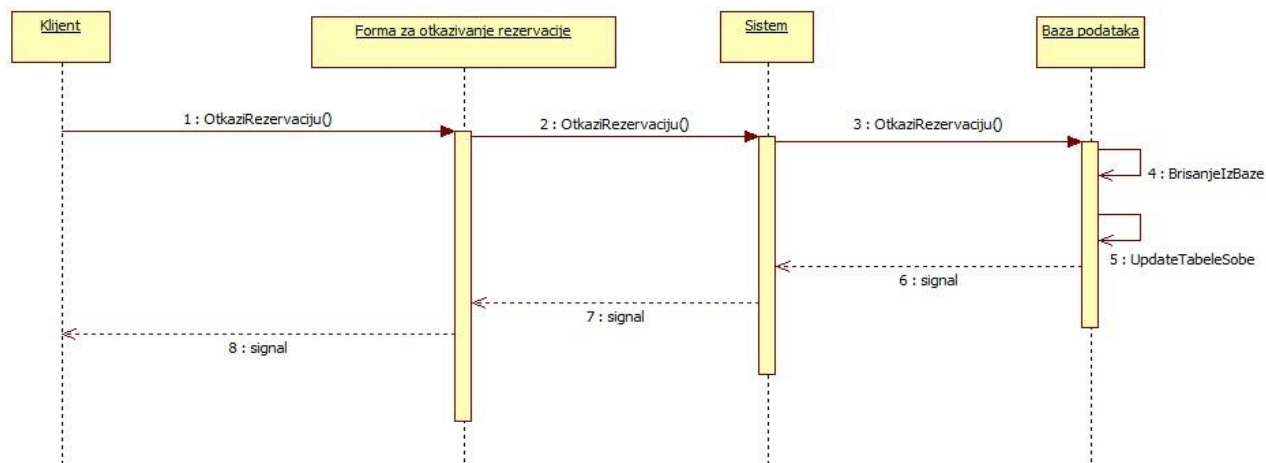 Klijent
Forma za otkazivanje rezervacije
Sistem
Baza podataka
1 : OtkaziRezervaciju()
2 : OtkaziRezervaciju()
3 : OtkaziRezervaciju()
4 : BrisanjeIzBaze
5 : UpdateTabeleSobe
6 : signal
7 : signal
8 : signal